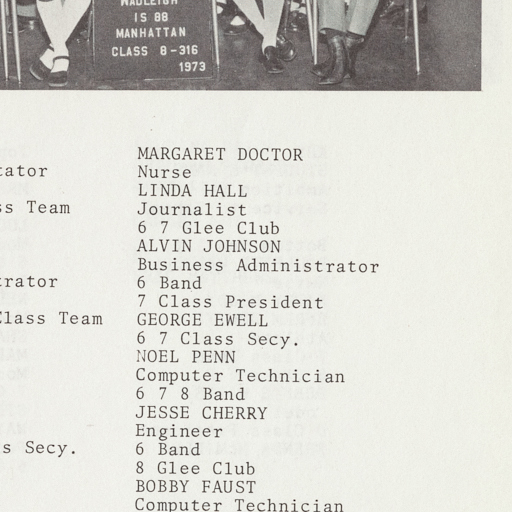 WADLEIGH
IS 88
MANHATTAN
CLASS 8-316
1973
ss Team
Class Team
s Secy.
MARGARET DOCTOR
Nurse
LINDA HALL
Journalist
6 7 Glee Club
ALVIN JOHNSON
Business Administrator
6 Band
7 Class President
GEORGE EWELL
6 7 Class Secy.
NOEL PENN
Computer Technician
6 7 8 Band
JESSE CHERRY
Engineer
6 Band
8 Glee Club
BOBBY FAUST
Computer Technician